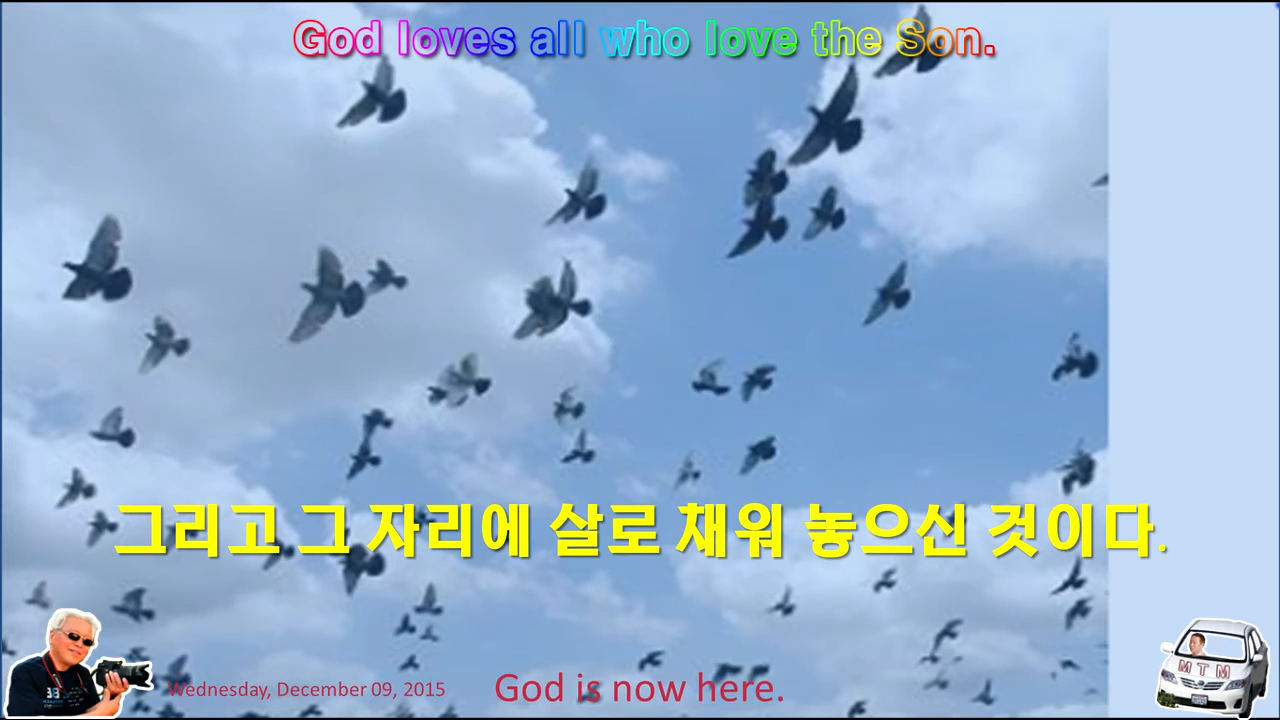 God loves all who love the Son.
그리고 그 자리에 살로 채워 놓으신 것이다.
Wednesday, December 09, 2015
God is now here.
MTM